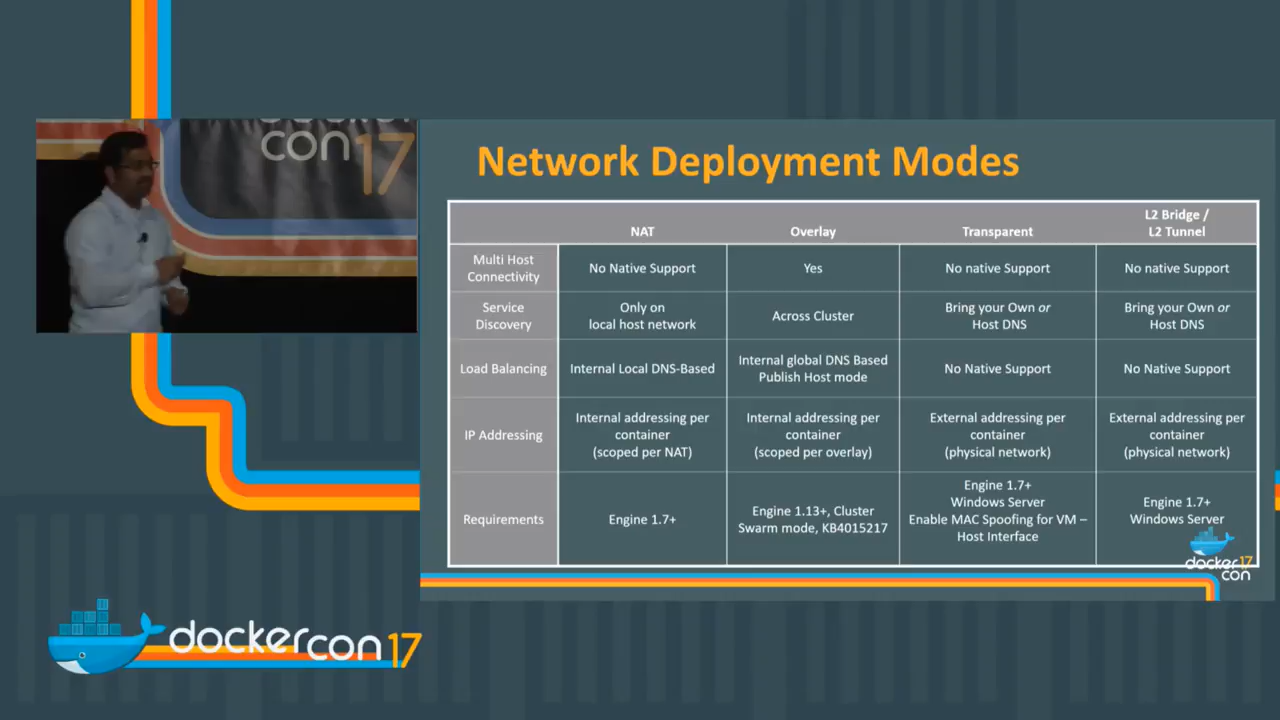 con
17
Network Deployment Modes
NAT
Overlay
Transparent
L2 Bridge /
L2 Tunnel
Multi Host
Connectivity
No Native Support
Yes
No native Support
No native Support
Service
Discovery
Only on
local host network
Across Cluster
Bring your Own or
Host DNS
Bring your Own or
Host DNS
Load Balancing
Internal Local DNS-Based
Internal global DNS Based
Publish Host mode
No Native Support
No Native Support
IP Addressing
Internal addressing per
container
(scoped per NAT)
Internal addressing per
container
(scoped per overlay)
External addressing per
container
(physical network)
External addressing per
container
(physical network)
Requirements
Engine 1.7+
Engine 1.13+, Cluster
Swarm mode, KB4015217
Engine 1.7+
Windows Server
Enable MAC Spoofing for VM –
Host Interface
Engine 1.7+
Windows Server
docker 17
con
dockercon 17